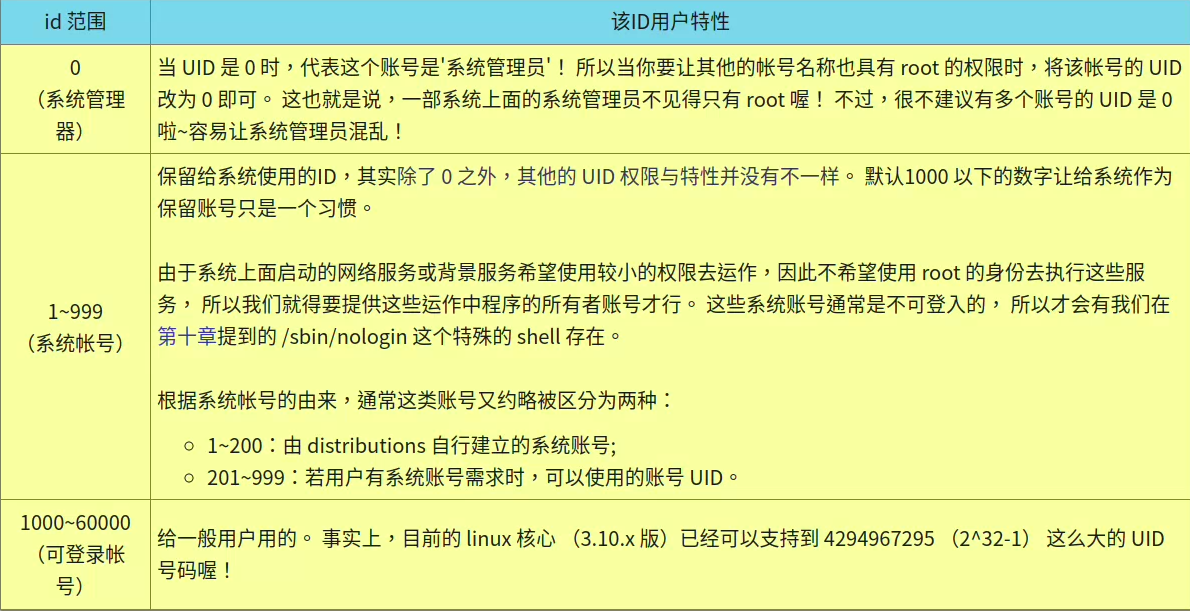 id 范围
该ID用户特性
0
（系统管理
器）
当 UID 是 0 时，代表这个账号是'系统管理员'！ 所以当你要让其他的帐号名称也具有 root 的权限时，将该帐号的 UID
改为 0 即可。 这也就是说，一部系统上面的系统管理员不见得只有 root 喔！ 不过，很不建议有多个账号的 UID 是 0
啦~容易让系统管理员混乱！
1~999
（系统帐号）
保留给系统使用的ID，其实除了 0 之外，其他的 UID 权限与特性并没有不一样。 默认1000 以下的数字让给系统作为
保留账号只是一个习惯。
由于系统上面启动的网络服务或背景服务希望使用较小的权限去运作，因此不希望使用 root 的身份去执行这些服
务， 所以我们就得要提供这些运作中程序的所有者账号才行。 这些系统账号通常是不可登入的， 所以才会有我们在
第十章提到的 /sbin/nologin 这个特殊的 shell 存在。
根据系统帐号的由来，通常这类账号又约略被区分为两种：
○ 1~200：由 distributions 自行建立的系统账号;
○ 201~999：若用户有系统账号需求时，可以使用的账号 UID。
1000~60000
（可登录帐
号）
给一般用户用的。 事实上，目前的 linux 核心 （3.10.x 版）已经可以支持到 4294967295 （2^32-1） 这么大的 UID
号码喔！